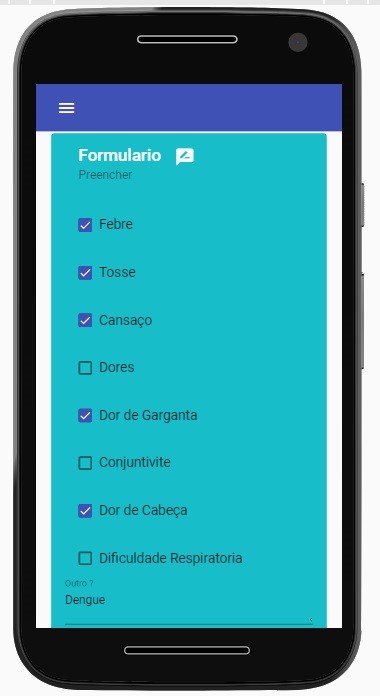 Formulario
Preencher
Febre
Tosse
Cansaço
Dores
Dor de Garganta
Conjuntivite
Dor de Cabeça
Dificuldade Respiratoria
Outro ?
Dengue